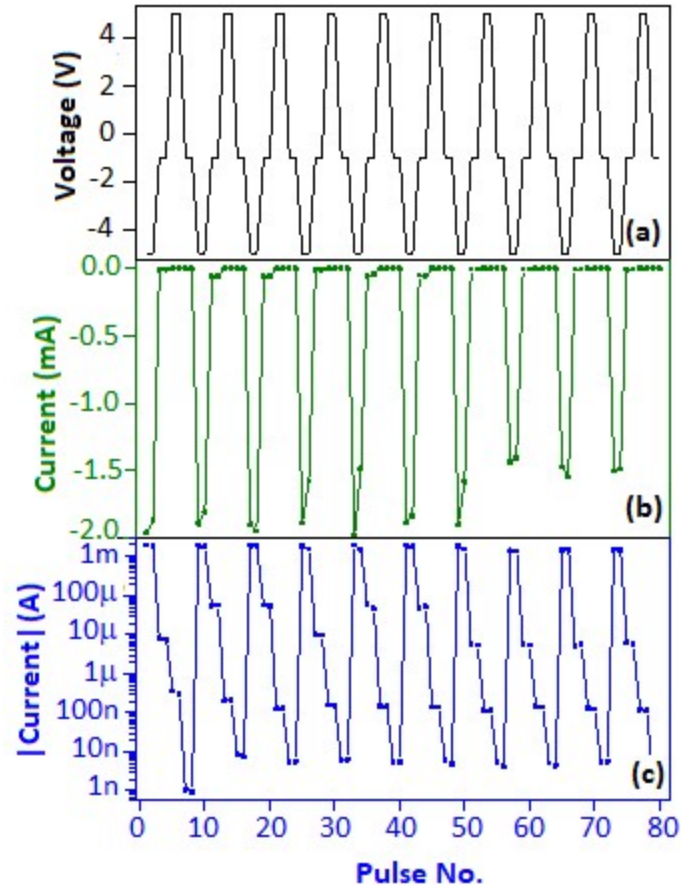 4
2
0
-2
-4
Voltage (V)
(a)
0.0
-0.5
-1.0
-1.5
-2.0
Current (mA)
(b)
1m
100μ
10μ
1μ
100n
10n
1n
|Current| (A)
(c)
0 10 20 30 40 50 60 70 80
Pulse No.